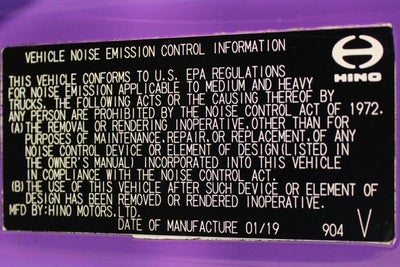 VEHICLE NOISE EMISSION CONTROL INFORMATION
HINO
THIS VEHICLE CONFORMS TO U.S. EPA REGULATIONS
FOR NOISE EMISSION APPLICABLE TO MEDIUM AND HEAVY
TRUCKS. THE FOLLOWING ACTS OR THE CAUSING THEREOF BY
ANY PERSON ARE PROHIBITED BY THE NOISE CONTROL ACT OF 1972.
(A) THE REMOVAL OR RENDERING INOPERATIVE, OTHER THAN FOR
PURPOSES OF MAINTENANCE, REPAIR, OR REPLACEMENT, OF ANY
NOISE CONTROL DEVICE OR ELEMENT OF DESIGN (LISTED IN
THE OWNER'S MANUAL) INCORPORATED INTO THIS VEHICLE
IN COMPLIANCE WITH THE NOISE CONTROL ACT.
(B) THE USE OF THIS VEHICLE AFTER SUCH DEVICE OR ELEMENT OF
DESIGN HAS BEEN REMOVED OR RENDERED INOPERATIVE.
MFD BY: HINO MOTORS, LTD.
DATE OF MANUFACTURE 01/19 904 V